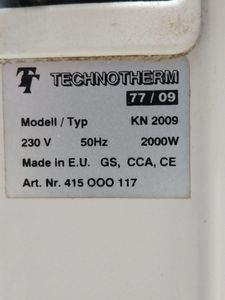 TT TECHNOTHERM
77 / 09
Modell / Typ KN 2009
230 V 50Hz 2000W
Made in E.U. GS, CCA, CE
Art. Nr. 415 OOO 117